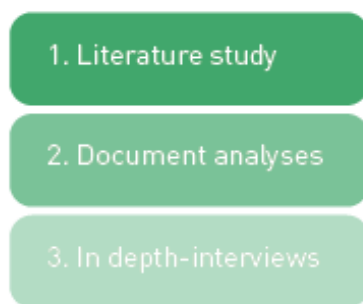 1. Literature study
2. Document analyses
3. In depth-interviews